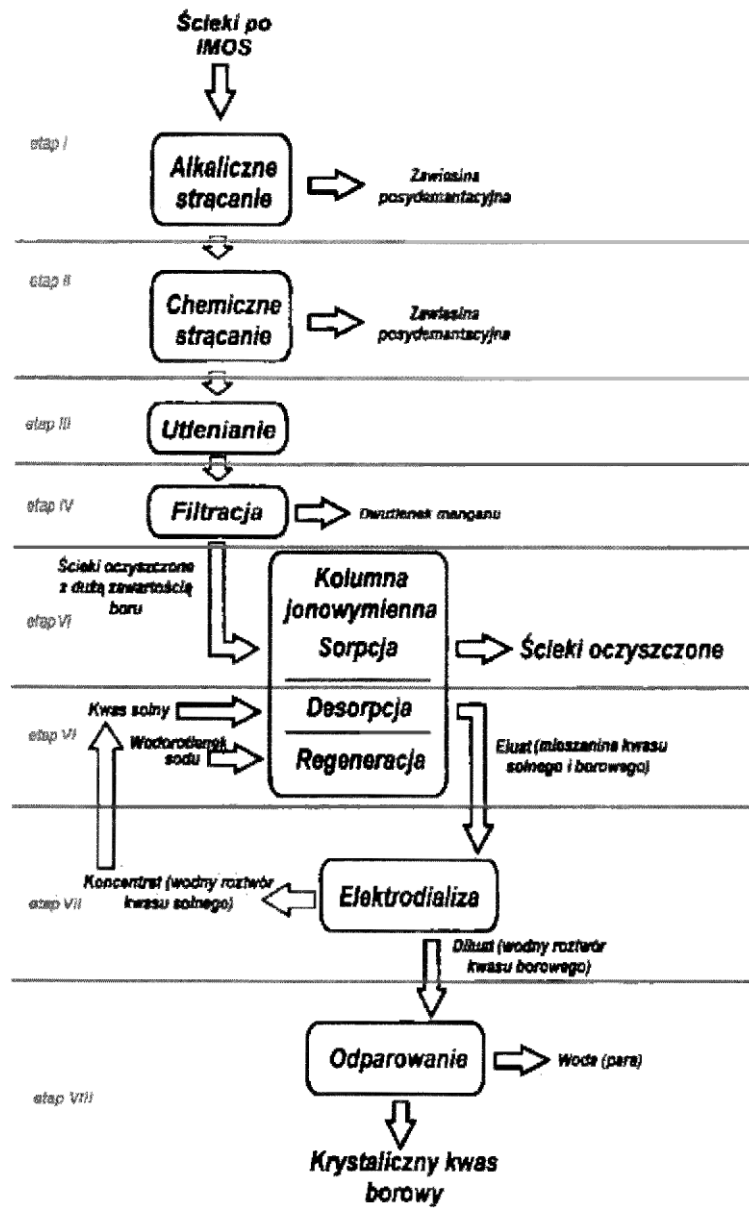 Ścieki po
IMOS
etap I
Alkaliczne
strącanie
Zawiesina
posydemantacyjna
etap II
Chemiczne
strącanie
Zawiesina
posydemantacyjna
etap III
Utlenianie
etap IV
Filtracja
Dwutlenek manganu
Ścieki oczyszczone
z dużą zawartością
boru
etap VI
Kolumna
jonowymienna
Sorpcja
Ścieki oczyszczone
Kwas solny
etap VI
Wodorotlenek
sodu
Desorpcja
Regeneracja
Eluat (mieszanina kwasu
solnego i borowego)
Koncentrat (wodny roztwór
kwasu solnego)
etap VII
Elektrodializa
Diluat (wodny roztwór
kwasu borowego)
Odparowanie
Woda (para)
etap VIII
Krystaliczny kwas
borowy